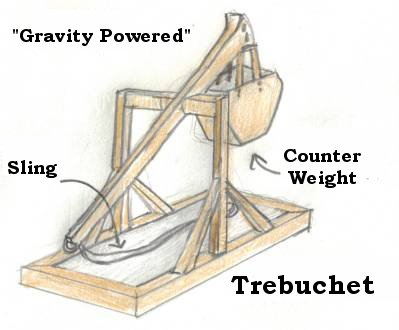 "Gravity Powered"
Sling
Counter
Weight
Trebuchet